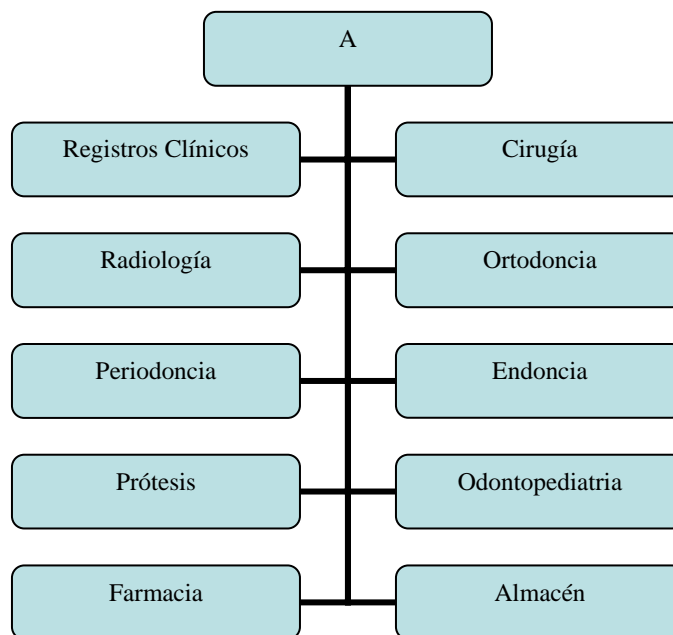 A
Registros Clínicos
Cirugía
Radiología
Ortodoncia
Periodoncia
Endoncia
Prótesis
Odontopediatria
Farmacia
Almacén